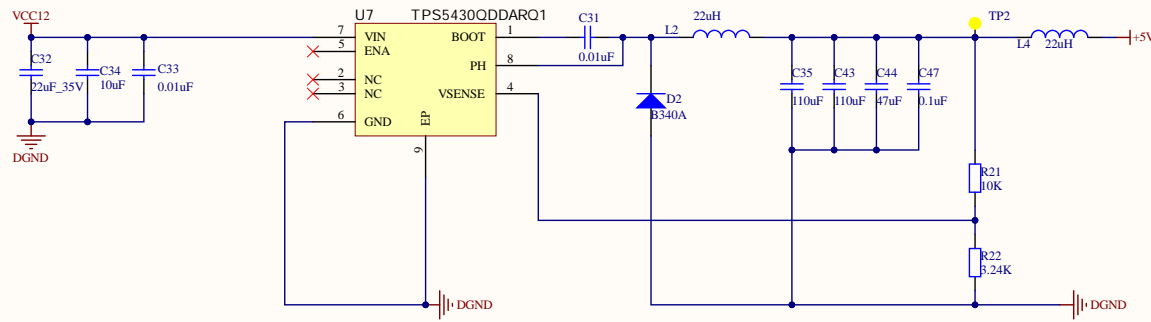 VCC12
C32
22uF_35V
C34
10uF
C33
0.01uF
DGND
U7
TPS5430QDDARQ1
7
VIN
5
ENA
2
NC
3
NC
6
GND
EP
9
BOOT
1
PH
8
VSENSE
4
DGND
C31
0.01uF
L2
22uH
D2
B340A
C35
110uF
C43
110uF
C44
47uF
C47
0.1uF
TP2
L4
22uH
+5V
R21
10K
R22
3.24K
DGND